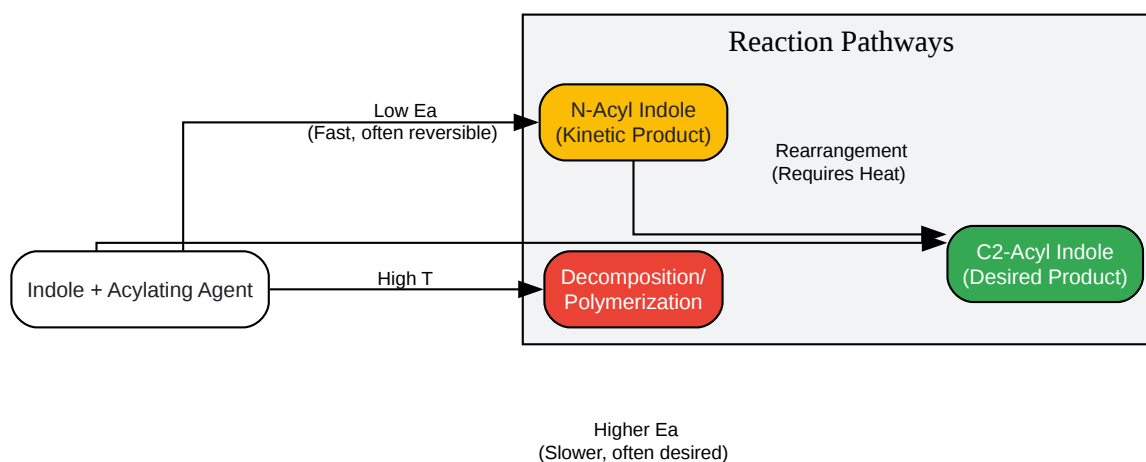 Reaction Pathways
Low Ea
(Fast, often reversible)
N-Acyl Indole
(Kinetic Product)
Rearrangement
(Requires Heat)
Indole + Acylating Agent
High T
Decomposition/
Polymerization
C2-Acyl Indole
(Desired Product)
Higher Ea
(Slower, often desired)